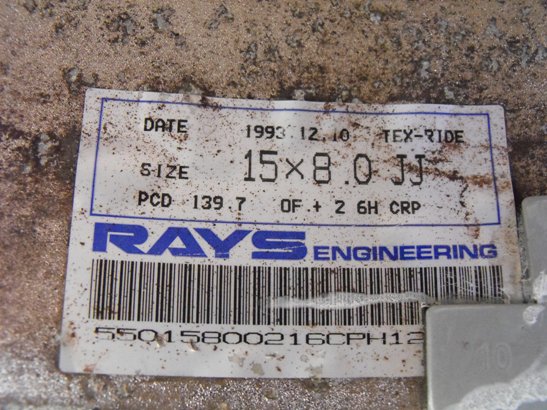 DATE 1993 12.10 TEX-RIDE
SIZE 15×8.0 JJ
PCD 139.7 OF + 2 6H CRP
RAYS ENGINEERING
55015800216CPH12
10